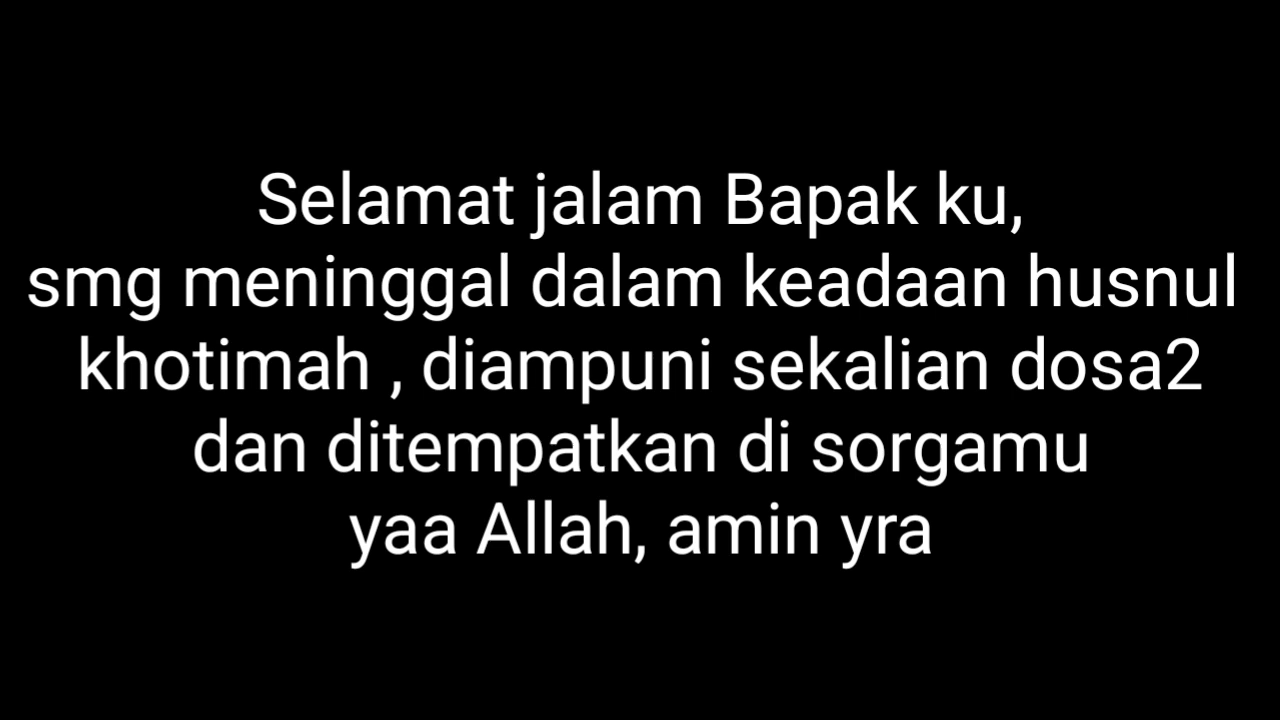 Selamat jalam Bapak ku,
smg meninggal dalam keadaan husnul
khotimah , diampuni sekalian dosa2
dan ditempatkan di sorgamu
yaa Allah, amin yra